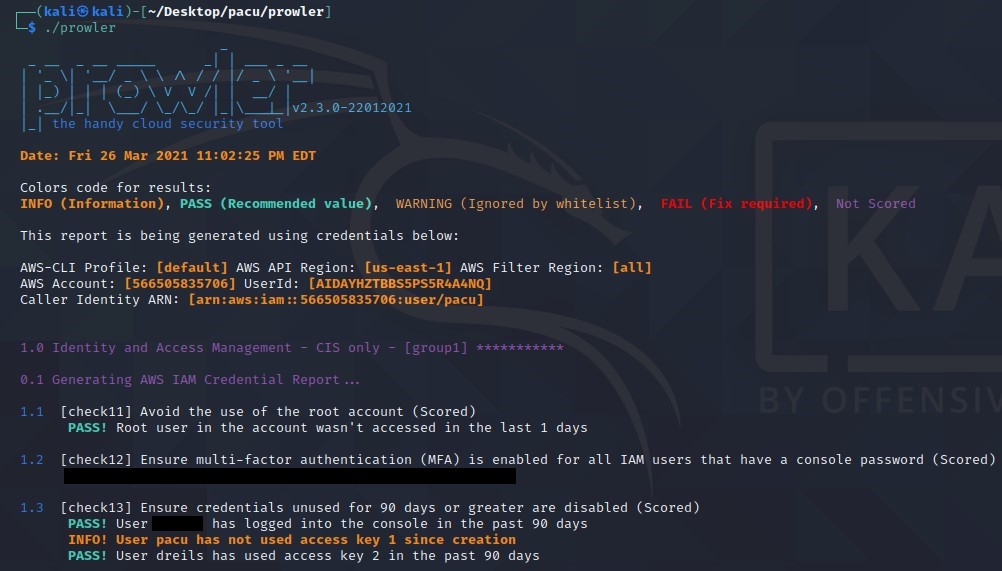 ┌──(kali㉿kali)-[~/Desktop/pacu/prowler]
└─$ ./prowler
prowler v2.3.0-22012021
the handy cloud security tool
Date: Fri 26 Mar 2021 11:02:25 PM EDT
Colors code for results:
INFO (Information), PASS (Recommended value), WARNING (Ignored by whitelist), FAIL (Fix required), Not Scored
This report is being generated using credentials below:
AWS-CLI Profile: [default] AWS API Region: [us-east-1] AWS Filter Region: [all]
AWS Account: [566505835706] UserId: [AIDAYHZTBBS5PS5R4A4NQ]
Caller Identity ARN: [arn:aws:iam::566505835706:user/pacu]
1.0 Identity and Access Management - CIS only - [group1] ***********
0.1 Generating AWS IAM Credential Report...
1.1 [check11] Avoid the use of the root account (Scored)
PASS! Root user in the account wasn't accessed in the last 1 days
1.2 [check12] Ensure multi-factor authentication (MFA) is enabled for all IAM users that have a console password (Scored)
1.3 [check13] Ensure credentials unused for 90 days or greater are disabled (Scored)
PASS! User has logged into the console in the past 90 days
INFO! User pacu has not used access key 1 since creation
PASS! User dreils has used access key 2 in the past 90 days
KA
BY OFFENSIV